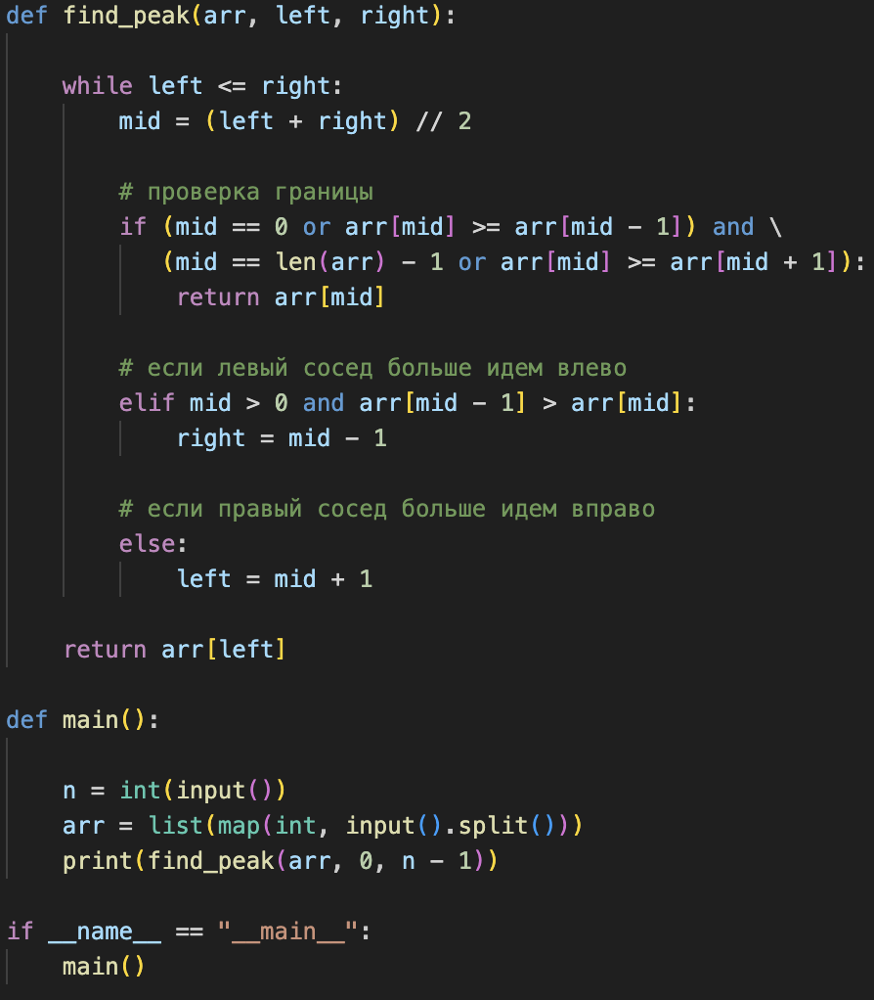 def find_peak(arr, left, right):
    while left <= right:
        mid = (left + right) // 2
        # проверка границы
        if (mid == 0 or arr[mid] >= arr[mid - 1]) and \
           (mid == len(arr) - 1 or arr[mid] >= arr[mid + 1]):
            return arr[mid]
        # если левый сосед больше идем влево
        elif mid > 0 and arr[mid - 1] > arr[mid]:
            right = mid - 1
        # если правый сосед больше идем вправо
        else:
            left = mid + 1
    return arr[left]
def main():
    n = int(input())
    arr = list(map(int, input().split()))
    print(find_peak(arr, 0, n - 1))
if __name__ == "__main__":
    main()